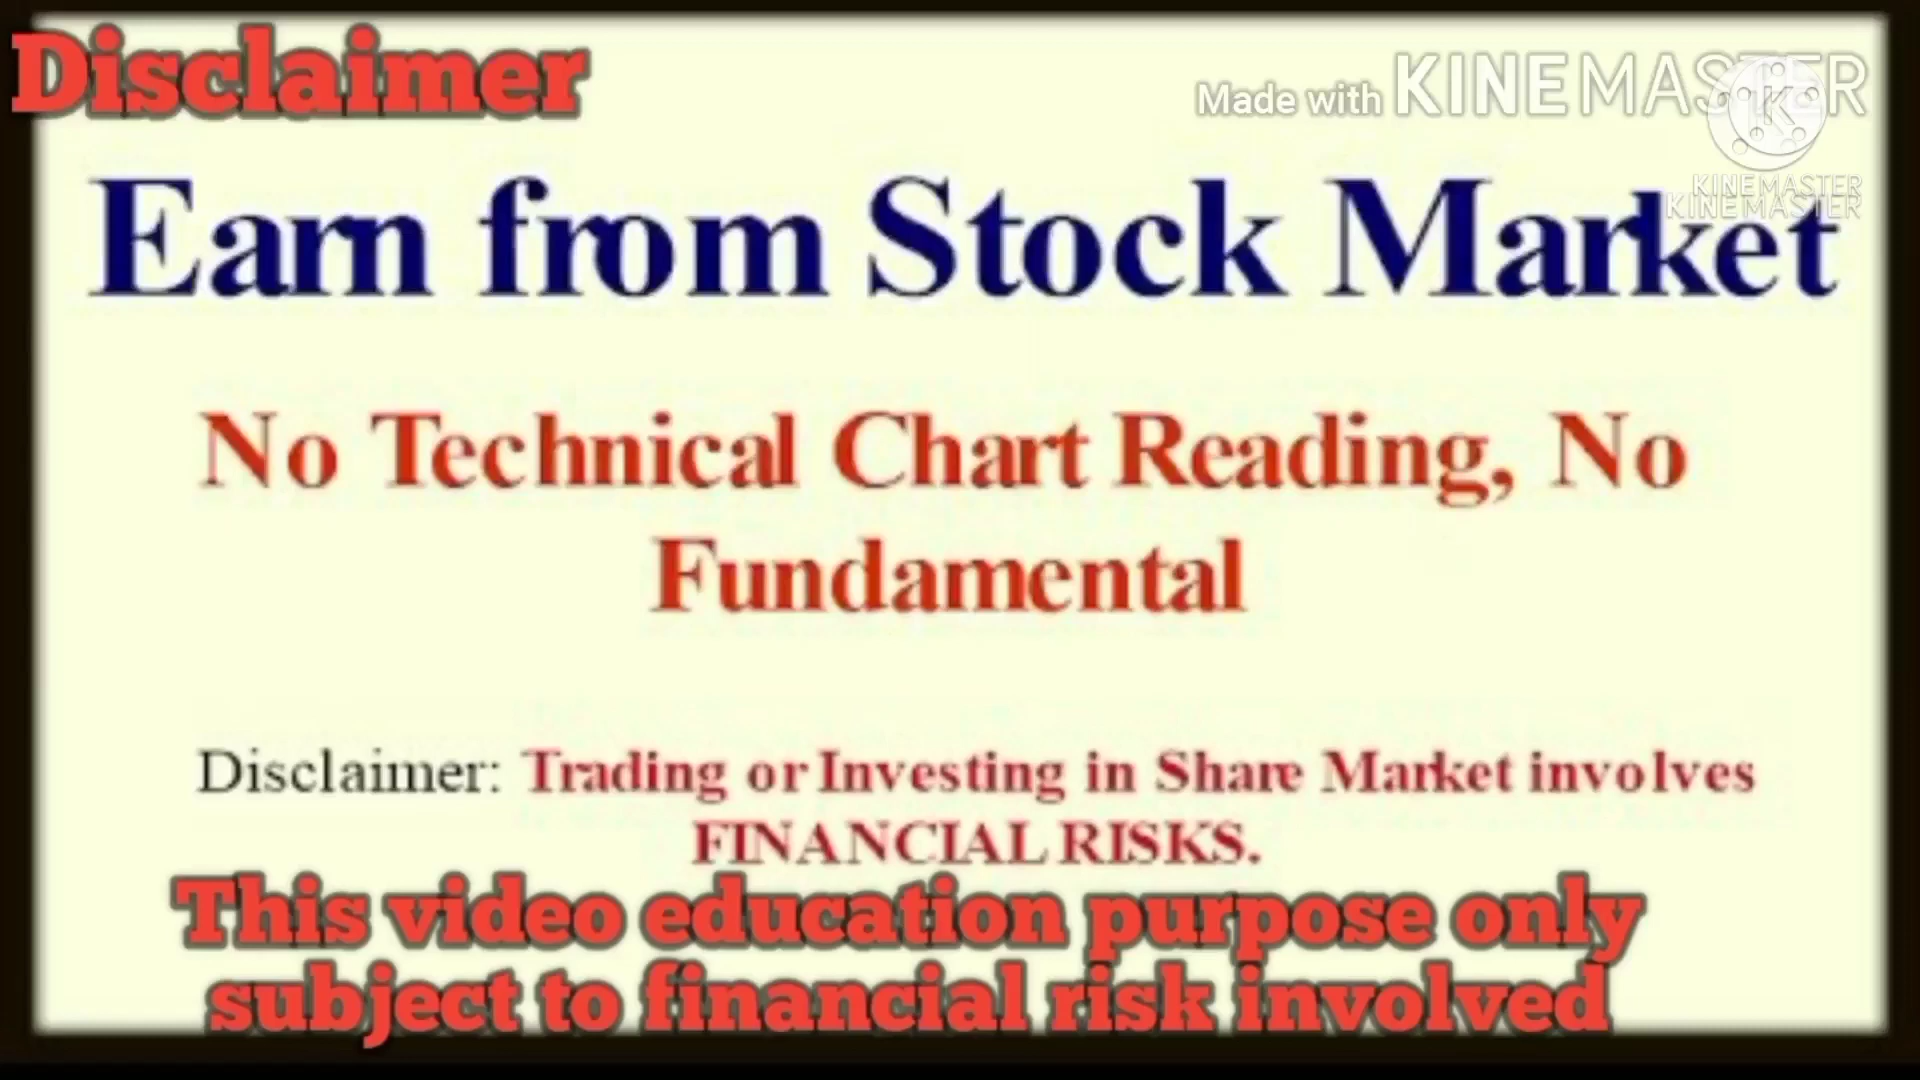 Disclaimer
Made with KINEMASTER
K
KINEMASTER
KINEMASTER
Earn from Stock Market
No Technical Chart Reading, No
Fundamental
Disclaimer: Trading or Investing in Share Market involves
FINANCIAL RISKS.
This video education purpose only
subject to financial risk involved